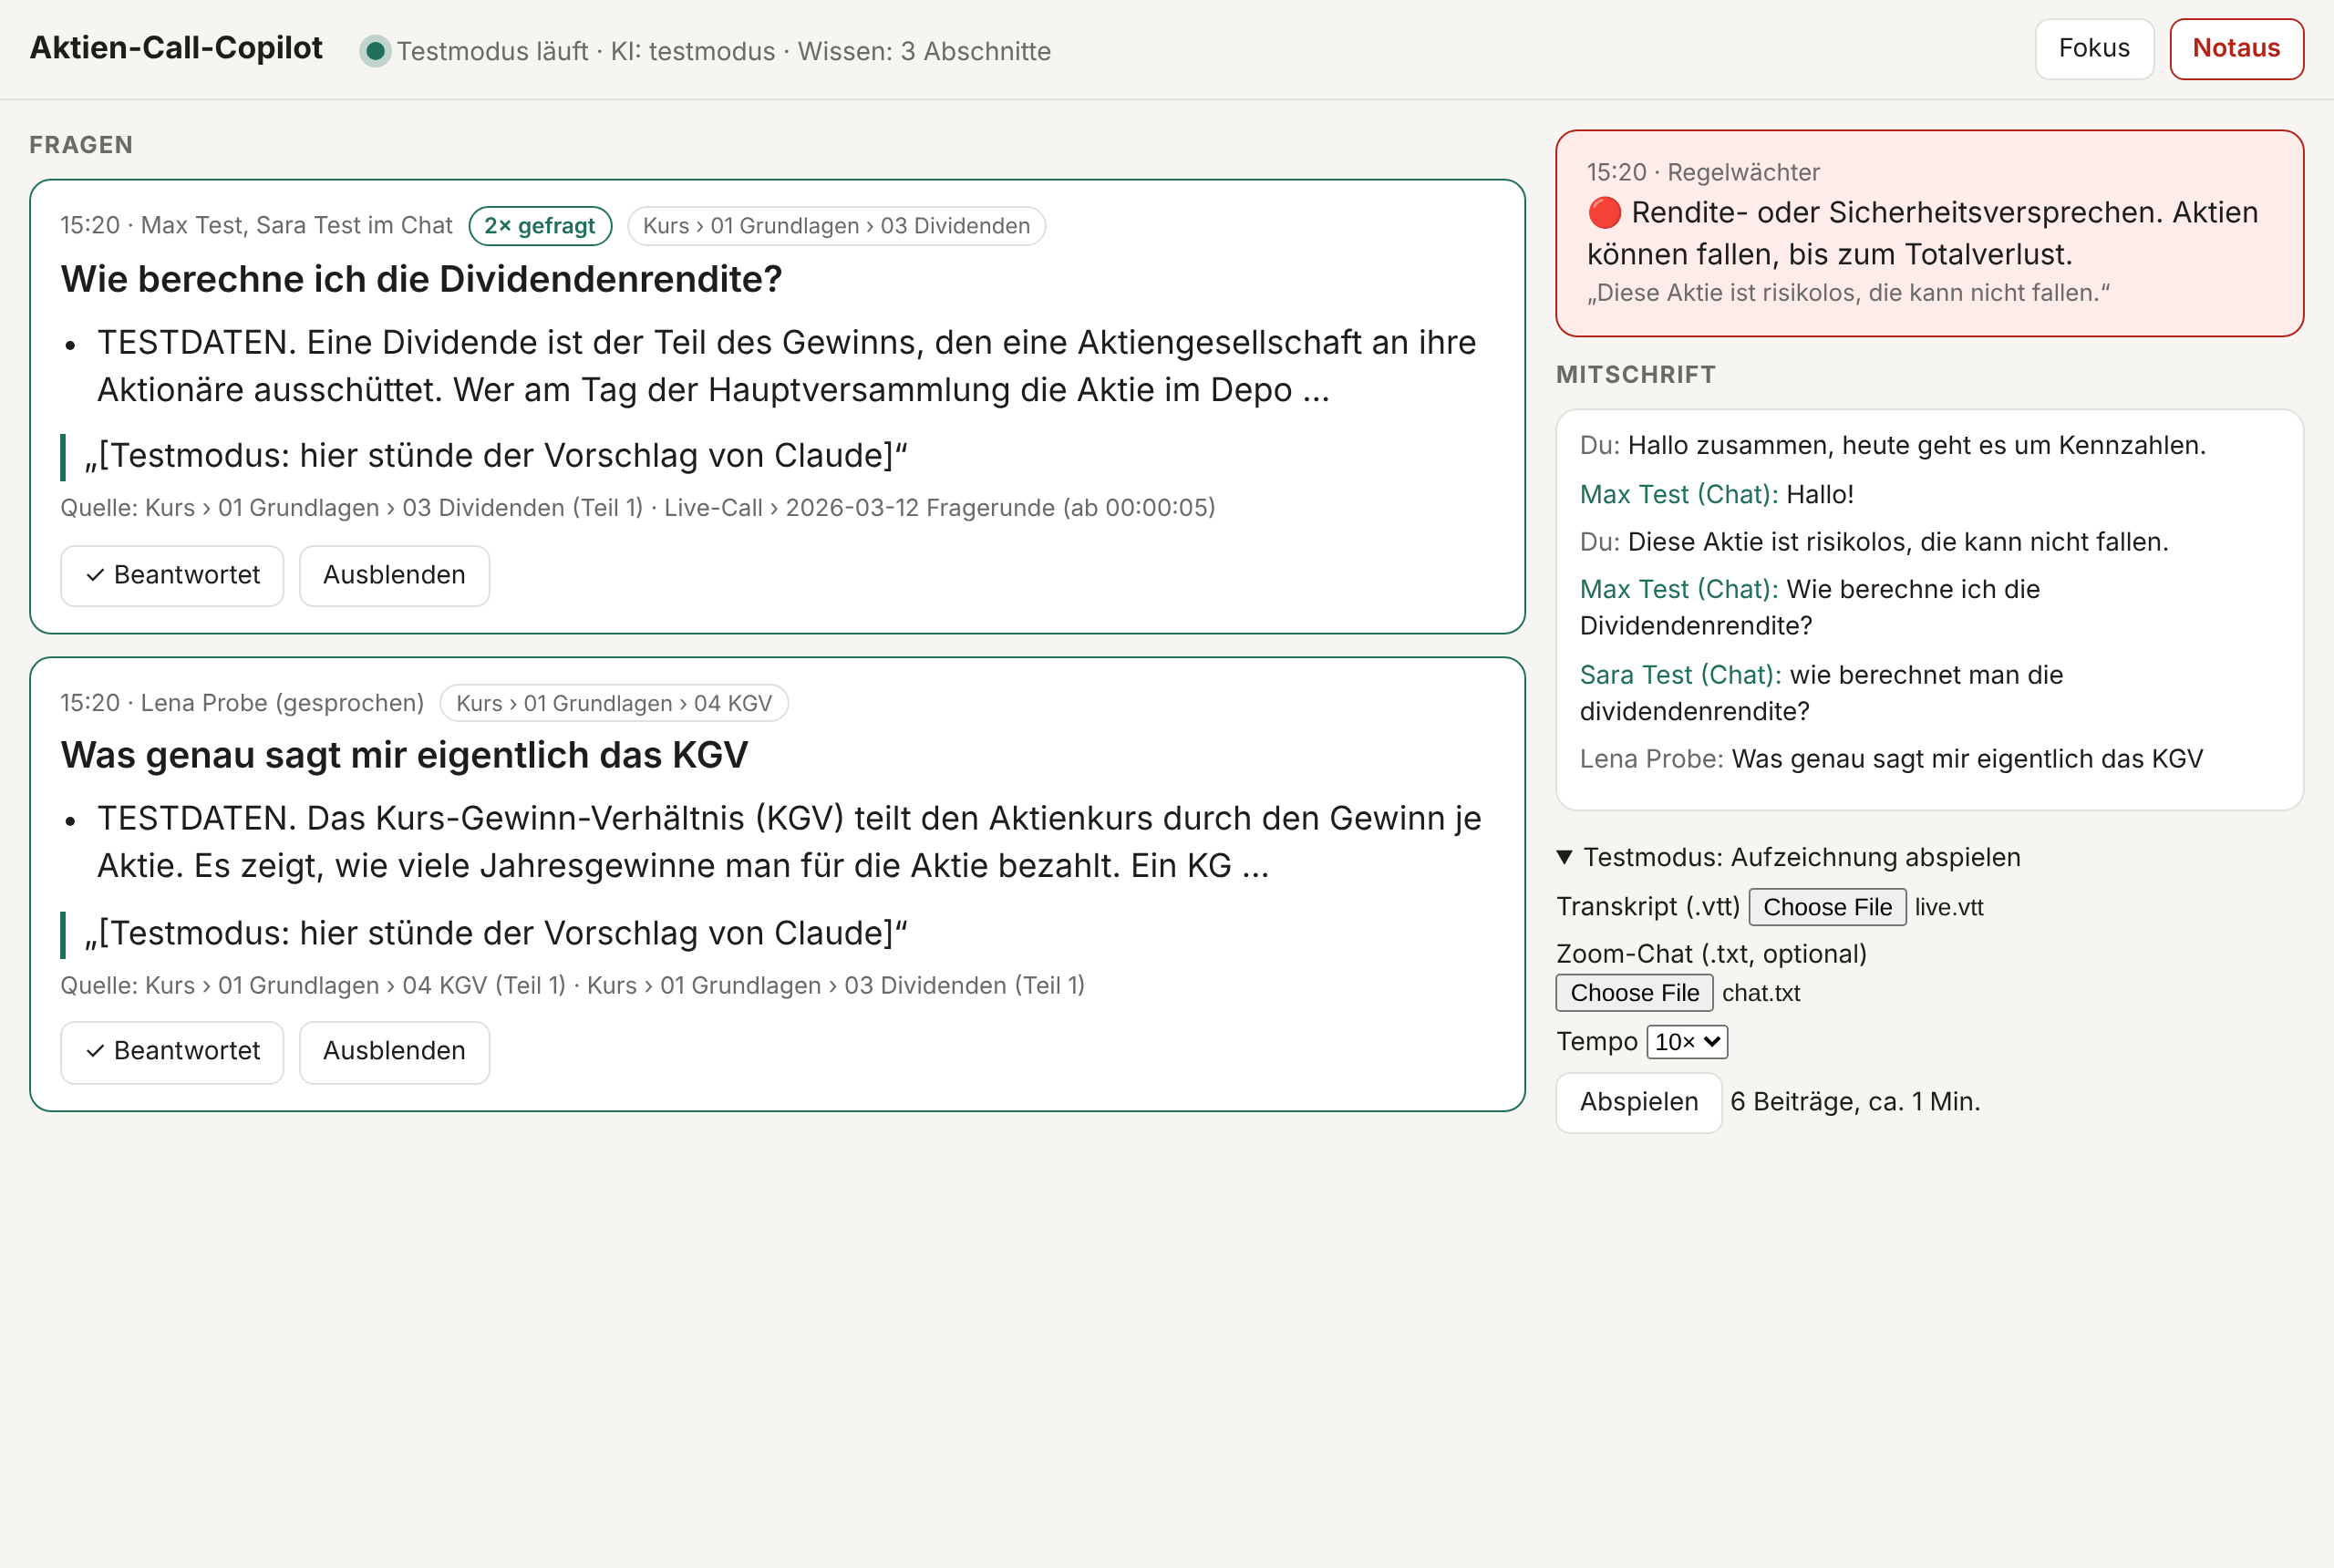 Aktien-Call-Copilot
Testmodus läuft · KI: testmodus · Wissen: 3 Abschnitte
Fokus
Notaus
FRAGEN
15:20 · Max Test, Sara Test im Chat
2× gefragt
Kurs › 01 Grundlagen › 03 Dividenden
Wie berechne ich die Dividendenrendite?
• TESTDATEN. Eine Dividende ist der Teil des Gewinns, den eine Aktiengesellschaft an ihre
Aktionäre ausschüttet. Wer am Tag der Hauptversammlung die Aktie im Depo ...
„[Testmodus: hier stünde der Vorschlag von Claude]“
Quelle: Kurs › 01 Grundlagen › 03 Dividenden (Teil 1) · Live-Call › 2026-03-12 Fragerunde (ab 00:00:05)
✓ Beantwortet
Ausblenden
15:20 · Lena Probe (gesprochen)
Kurs › 01 Grundlagen › 04 KGV
Was genau sagt mir eigentlich das KGV
• TESTDATEN. Das Kurs-Gewinn-Verhältnis (KGV) teilt den Aktienkurs durch den Gewinn je
Aktie. Es zeigt, wie viele Jahresgewinne man für die Aktie bezahlt. Ein KG ...
„[Testmodus: hier stünde der Vorschlag von Claude]“
Quelle: Kurs › 01 Grundlagen › 04 KGV (Teil 1) · Kurs › 01 Grundlagen › 03 Dividenden (Teil 1)
✓ Beantwortet
Ausblenden
15:20 · Regelwächter
🔴 Rendite- oder Sicherheitsversprechen. Aktien
können fallen, bis zum Totalverlust.
„Diese Aktie ist risikolos, die kann nicht fallen.“
MITSCHRIFT
Du: Hallo zusammen, heute geht es um Kennzahlen.
Max Test (Chat): Hallo!
Du: Diese Aktie ist risikolos, die kann nicht fallen.
Max Test (Chat): Wie berechne ich die
Dividendenrendite?
Sara Test (Chat): wie berechnet man die
dividendenrendite?
Lena Probe: Was genau sagt mir eigentlich das KGV
▼ Testmodus: Aufzeichnung abspielen
Transkript (.vtt) Choose File live.vtt
Zoom-Chat (.txt, optional)
Choose File chat.txt
Tempo 10×
Abspielen 6 Beiträge, ca. 1 Min.